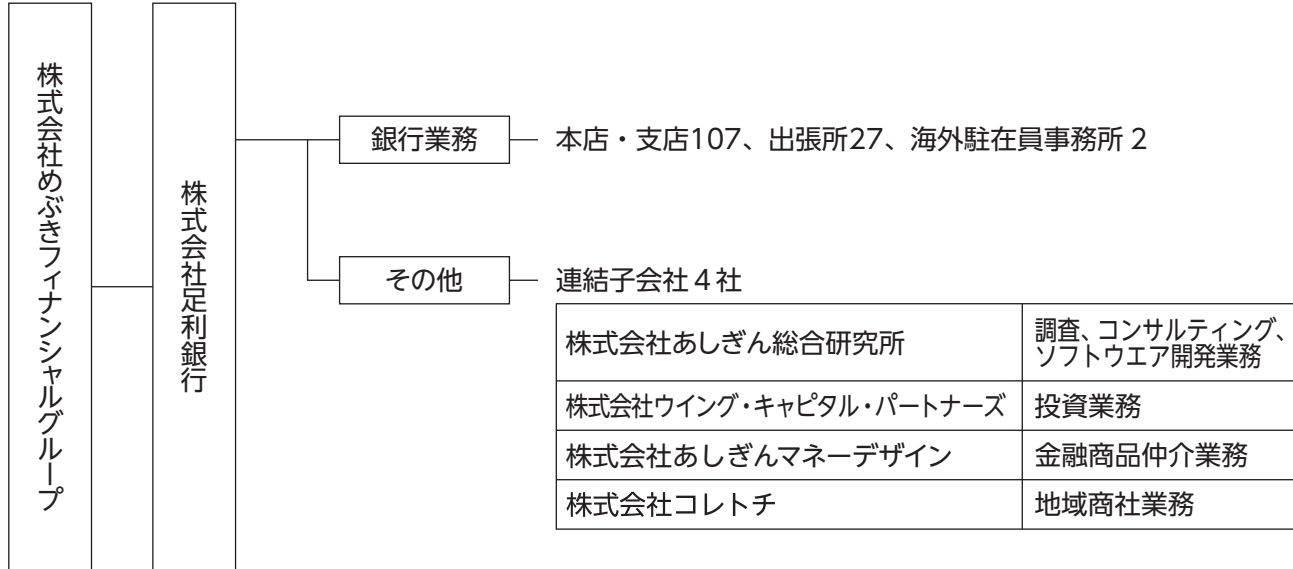 株式会社めぶきフィナンシャルグループ
株式会社足利銀行
銀行業務
本店・支店107、出張所27、海外駐在員事務所 2
その他
連結子会社 4 社
株式会社あしぎん総合研究所
調査、コンサルティング、
ソフトウエア開発業務
株式会社ウイング・キャピタル・パートナーズ
投資業務
株式会社あしぎんマネーデザイン
金融商品仲介業務
株式会社コレトチ
地域商社業務